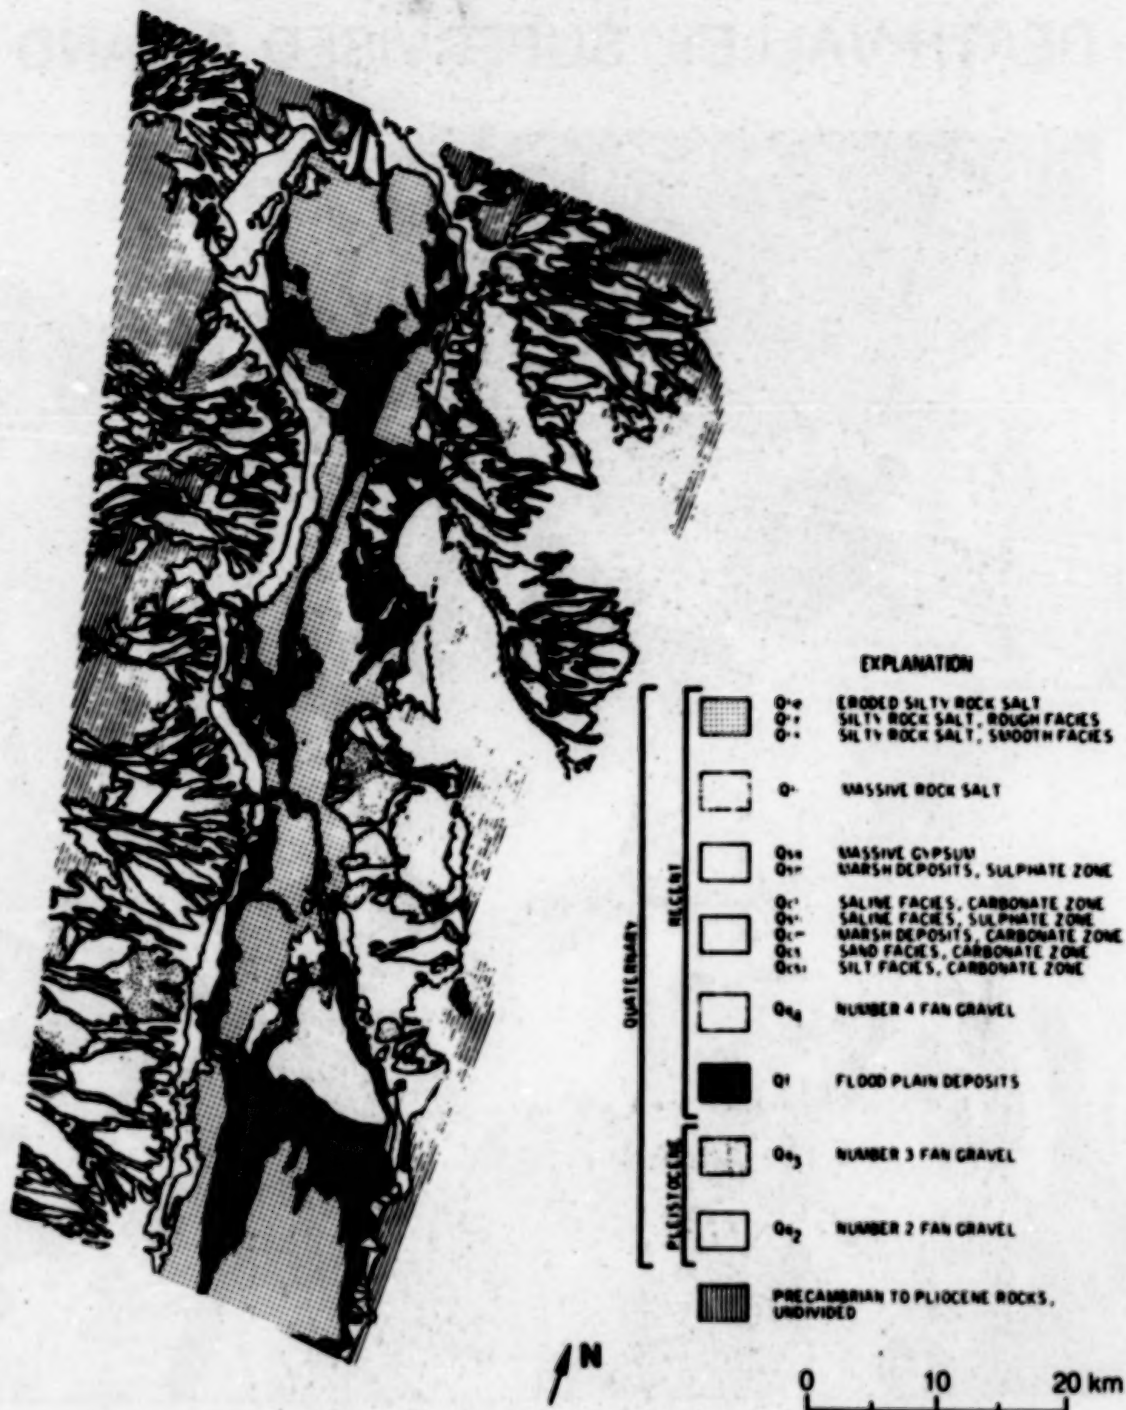 EXPLANATION
ERODED SILTY ROCK SALT
SILTY ROCK SALT, ROUGH FACIES
SILTY ROCK SALT, SMOOTH FACIES
MASSIVE ROCK SALT
MASSIVE GYPSUM
MARSH DEPOSITS, SULPHATE ZONE
SALINE FACIES, CARBONATE ZONE
SALINE FACIES, SULPHATE ZONE
MARSH DEPOSITS, CARBONATE ZONE
SAND FACIES, CARBONATE ZONE
SILT FACIES, CARBONATE ZONE
NUMBER 4 FAN GRAVEL
Qf FLOOD PLAIN DEPOSITS
NUMBER 3 FAN GRAVEL
NUMBER 2 FAN GRAVEL
PRECAMBRIAN TO PLIOCENE ROCKS,
UNDIVIDED
QUATERNARY
RECENT
PLEISTOCENE
N
0 10 20 km